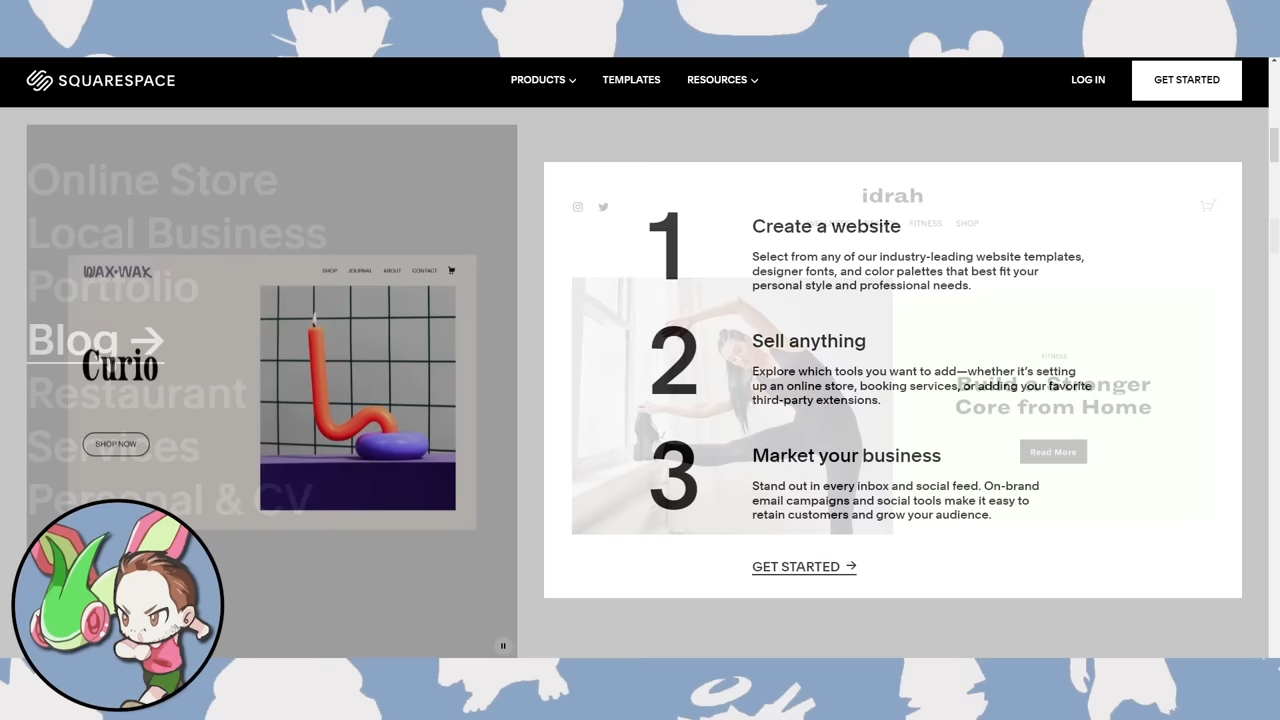 SQUARESPACE
PRODUCTS
TEMPLATES
RESOURCES
LOG IN
GET STARTED
Online Store
Local Business
Portfolio
Blog →
Restaurant
Services
Personal & CV
WAX+WAX
SHOP
JOURNAL
ABOUT
CONTACT
Curio
SHOP NOW
idrah
FITNESS
SHOP
1
Create a website
Select from any of our industry-leading website templates,
designer fonts, and color palettes that best fit your
personal style and professional needs.
2
Sell anything
Explore which tools you want to add—whether it’s setting
up an online store, booking services, or adding your favorite
third-party extensions.
3
Market your business
Stand out in every inbox and social feed. On-brand
email campaigns and social tools make it easy to
retain customers and grow your audience.
GET STARTED →
FITNESS
Build a Stronger
Core from Home
Read More